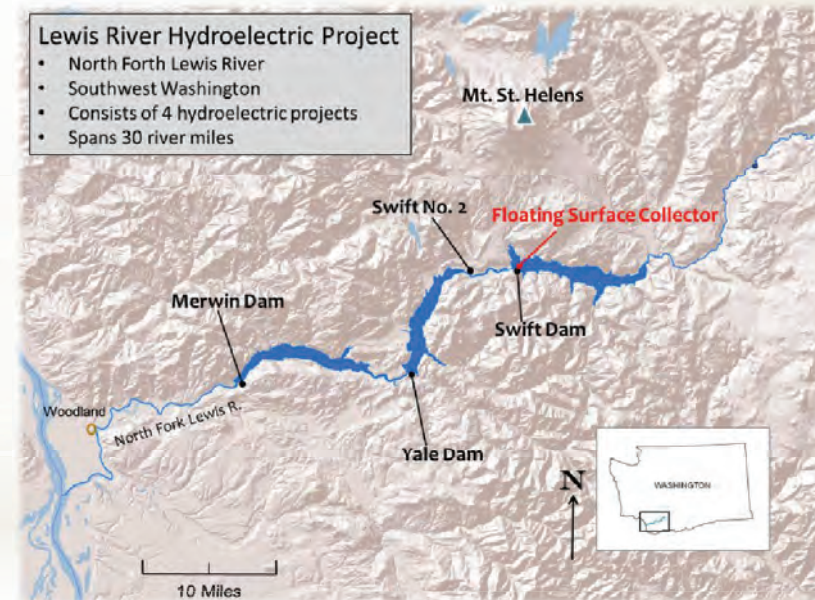 Lewis River Hydroelectric Project
• North Forth Lewis River
• Southwest Washington
• Consists of 4 hydroelectric projects
• Spans 30 river miles
Mt. St. Helens
Swift No. 2
Floating Surface Collector
Merwin Dam
Swift Dam
Woodland
North Fork Lewis R.
Yale Dam
N
WASHINGTON
10 Miles